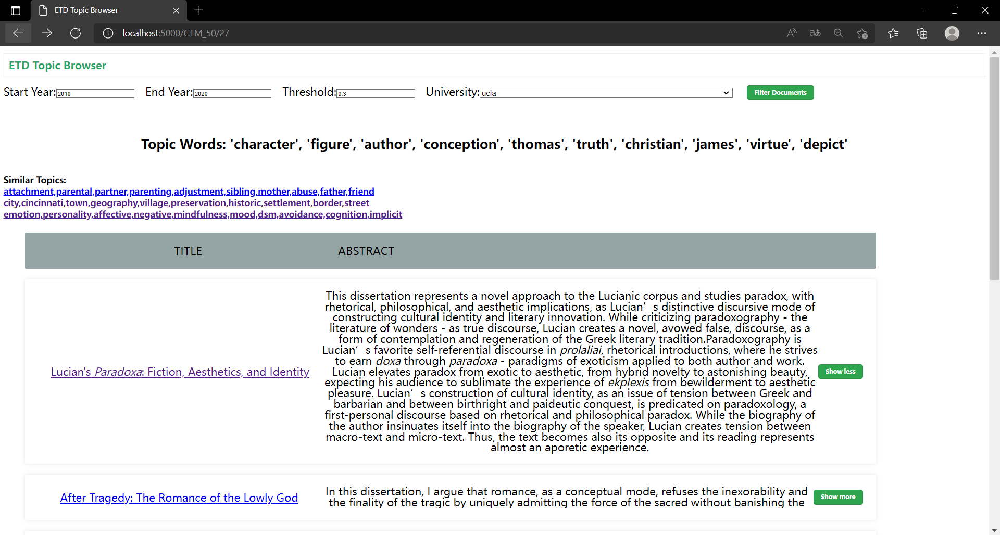 ETD Topic Browser
localhost:5000/CTM_50/27
ETD Topic Browser
Start Year: 2010 End Year: 2020 Threshold: 0.3 University: ucla Filter Documents
Topic Words: 'character', 'figure', 'author', 'conception', 'thomas', 'truth', 'christian', 'james', 'virtue', 'depict'
Similar Topics:
attachment,parental,partner,parenting,adjustment,sibling,mother,abuse,father,friend
city,cincinnati,town,geography,village,preservation,historic,settlement,border,street
emotion,personality,affective,negative,mindfulness,mood,dsm,avoidance,cognition,implicit
TITLE ABSTRACT
Lucian's Paradoxa: Fiction, Aesthetics, and Identity
This dissertation represents a novel approach to the Lucianic corpus and studies paradox, with
rhetorical, philosophical, and aesthetic implications, as Lucian’s distinctive discursive mode of
constructing cultural identity and literary innovation. While criticizing paradoxography - the
literature of wonders - as true discourse, Lucian creates a novel, avowed false, discourse, as a
form of contemplation and regeneration of the Greek literary tradition.Paradoxography is
Lucian’s favorite self-referential discourse in prolaliai, rhetorical introductions, where he strives
to earn doxa through paradoxa - paradigms of exoticism applied to both author and work.
Lucian elevates paradox from exotic to aesthetic, from hybrid novelty to astonishing beauty,
expecting his audience to sublimate the experience of ekplexis from bewilderment to aesthetic
pleasure. Lucian’s construction of cultural identity, as an issue of tension between Greek and
barbarian and between birthright and paideutic conquest, is predicated on paradoxology, a
first-personal discourse based on rhetorical and philosophical paradox. While the biography of
the author insinuates itself into the biography of the speaker, Lucian creates tension between
macro-text and micro-text. Thus, the text becomes also its opposite and its reading represents
almost an aporetic experience.
Show less
After Tragedy: The Romance of the Lowly God
In this dissertation, I argue that romance, as a conceptual mode, refuses the inexorability and
the finality of the tragic by uniquely admitting the force of the sacred without banishing the
Show more